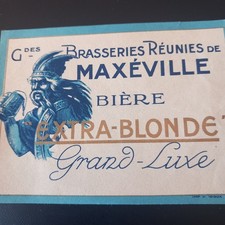 Gdes Brasseries Réunies de
MAXÉVILLE
BIÈRE
"EXTRA-BLONDE"
Grand-Luxe